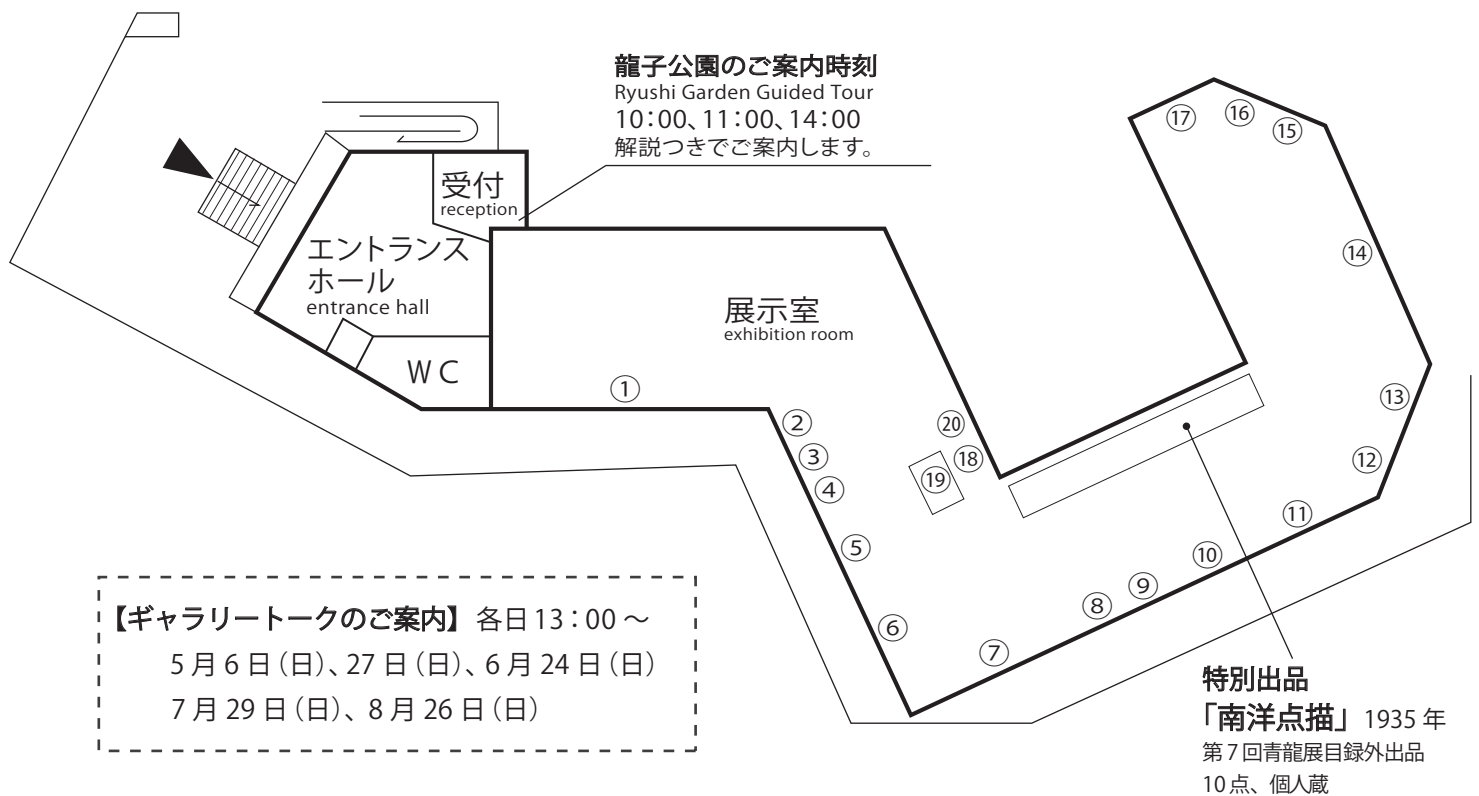 龍子公園のご案内時刻
Ryushi Garden Guided Tour
10：00、11：00、14：00
解説つきでご案内します。
受付
reception
エントランス
ホール
entrance hall
WC
展示室
exhibition room
①
②
③
④
⑤
⑥
⑦
⑧
⑨
⑩
⑪
⑫
⑬
⑭
⑮
⑯
⑰
⑱
⑲
⑳
【ギャラリートークのご案内】各日13：00～
5月6日（日）、27日（日）、6月24日（日）
7月29日（日）、8月26日（日）
特別出品
「南洋点描」1935年
第7回青龍展目録外出品
10点、個人蔵